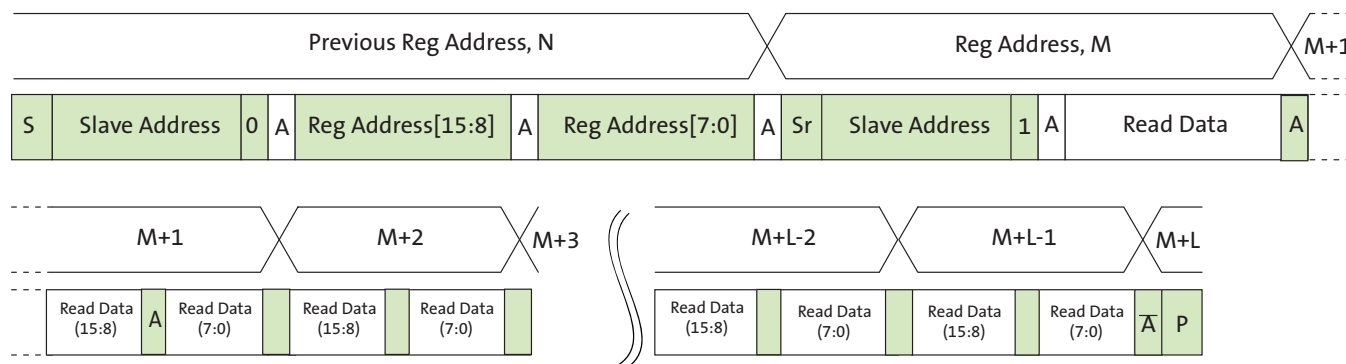 Previous Reg Address, N Reg Address, M M+1
S Slave Address 0 A Reg Address[15:8] A Reg Address[7:0] A Sr Slave Address 1 A Read Data A
M+1 M+2 M+3 M+L-2 M+L-1 M+L
Read Data (15:8) A Read Data (7:0) Read Data (15:8) Read Data (7:0) Read Data (15:8) Read Data (7:0) Read Data (15:8) Read Data (7:0) A̅ P